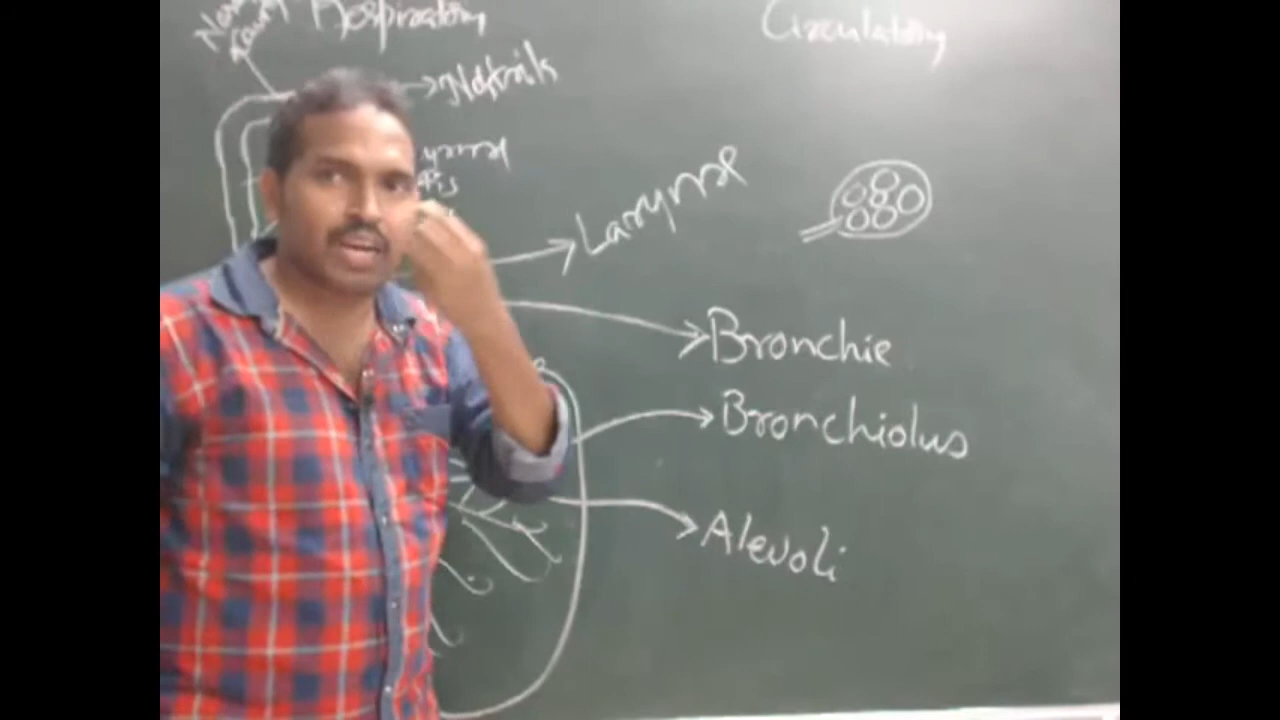 Respiratory
Circulatory
Nostrils
Larynx
Bronchie
Bronchiolus
Alevoli